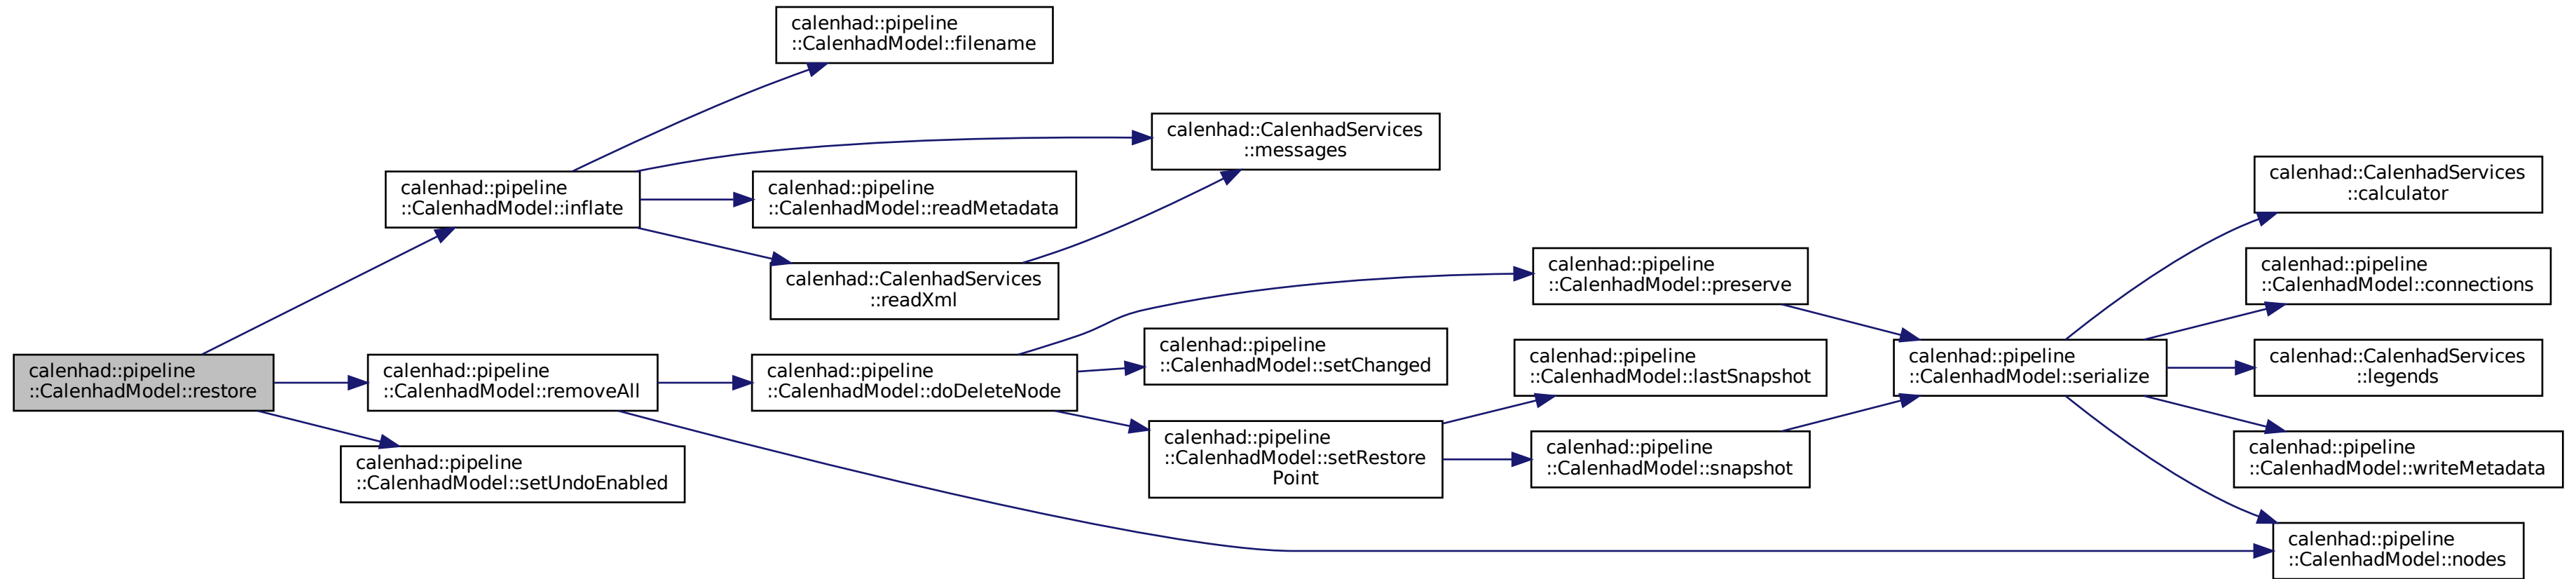 calenhad::pipeline
::CalenhadModel::restore
calenhad::pipeline
::CalenhadModel::inflate
calenhad::pipeline
::CalenhadModel::removeAll
calenhad::pipeline
::CalenhadModel::setUndoEnabled
calenhad::pipeline
::CalenhadModel::filename
calenhad::pipeline
::CalenhadModel::readMetadata
calenhad::CalenhadServices
::readXml
calenhad::pipeline
::CalenhadModel::doDeleteNode
calenhad::CalenhadServices
::messages
calenhad::pipeline
::CalenhadModel::setChanged
calenhad::pipeline
::CalenhadModel::setRestore
Point
calenhad::pipeline
::CalenhadModel::preserve
calenhad::pipeline
::CalenhadModel::lastSnapshot
calenhad::pipeline
::CalenhadModel::snapshot
calenhad::pipeline
::CalenhadModel::serialize
calenhad::CalenhadServices
::calculator
calenhad::pipeline
::CalenhadModel::connections
calenhad::CalenhadServices
::legends
calenhad::pipeline
::CalenhadModel::writeMetadata
calenhad::pipeline
::CalenhadModel::nodes